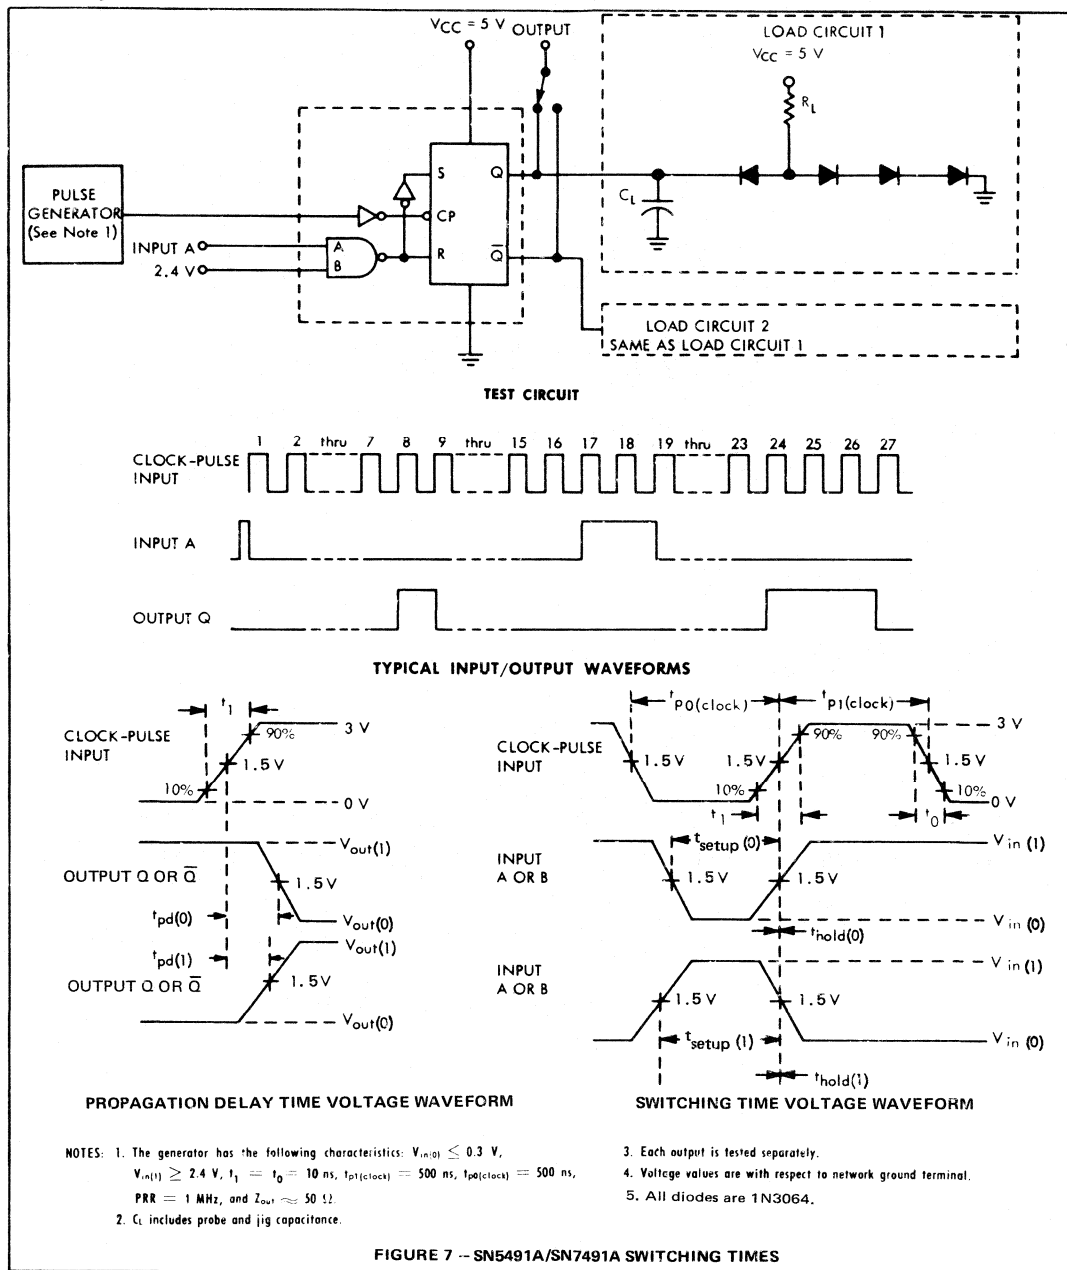 VCC = 5 V OUTPUT
LOAD CIRCUIT 1
VCC = 5 V
RL
PULSE
GENERATOR
(See Note 1)
S
Q
CP
CL
INPUT A
A
B
2.4 V
R
Q̅
LOAD CIRCUIT 2
SAME AS LOAD CIRCUIT 1
TEST CIRCUIT
1 2 thru 7 8 9 thru 15 16 17 18 19 thru 23 24 25 26 27
CLOCK-PULSE
INPUT
INPUT A
OUTPUT Q
TYPICAL INPUT/OUTPUT WAVEFORMS
t1
CLOCK-PULSE
INPUT
3 V
90%
1.5V
10%
0 V
OUTPUT Q OR Q̅
Vout(1)
1.5V
tpd(0)
Vout(0)
tpd(1)
Vout(1)
OUTPUT Q OR Q̅
1.5V
Vout(0)
PROPAGATION DELAY TIME VOLTAGE WAVEFORM
tp0(clock)
tp1(clock)
CLOCK-PULSE
INPUT
3 V
90%
90%
1.5V
1.5V
1.5V
10%
10%
0 V
t1
t0
INPUT
A OR B
tsetup(0)
Vin(1)
1.5V
1.5V
Vin(0)
thold(0)
INPUT
A OR B
Vin(1)
1.5V
1.5V
tsetup(1)
Vin(0)
thold(1)
SWITCHING TIME VOLTAGE WAVEFORM
NOTES: 1. The generator has the following characteristics: Vin(0) ≤ 0.3 V,
Vin(1) ≥ 2.4 V, t1 = t0 = 10 ns, tp1(clock) = 500 ns, tp0(clock) = 500 ns,
PRR = 1 MHz, and Zout ≈ 50 Ω.
2. CL includes probe and jig capacitance.
3. Each output is tested separately.
4. Voltage values are with respect to network ground terminal.
5. All diodes are 1N3064.
FIGURE 7 -- SN5491A/SN7491A SWITCHING TIMES